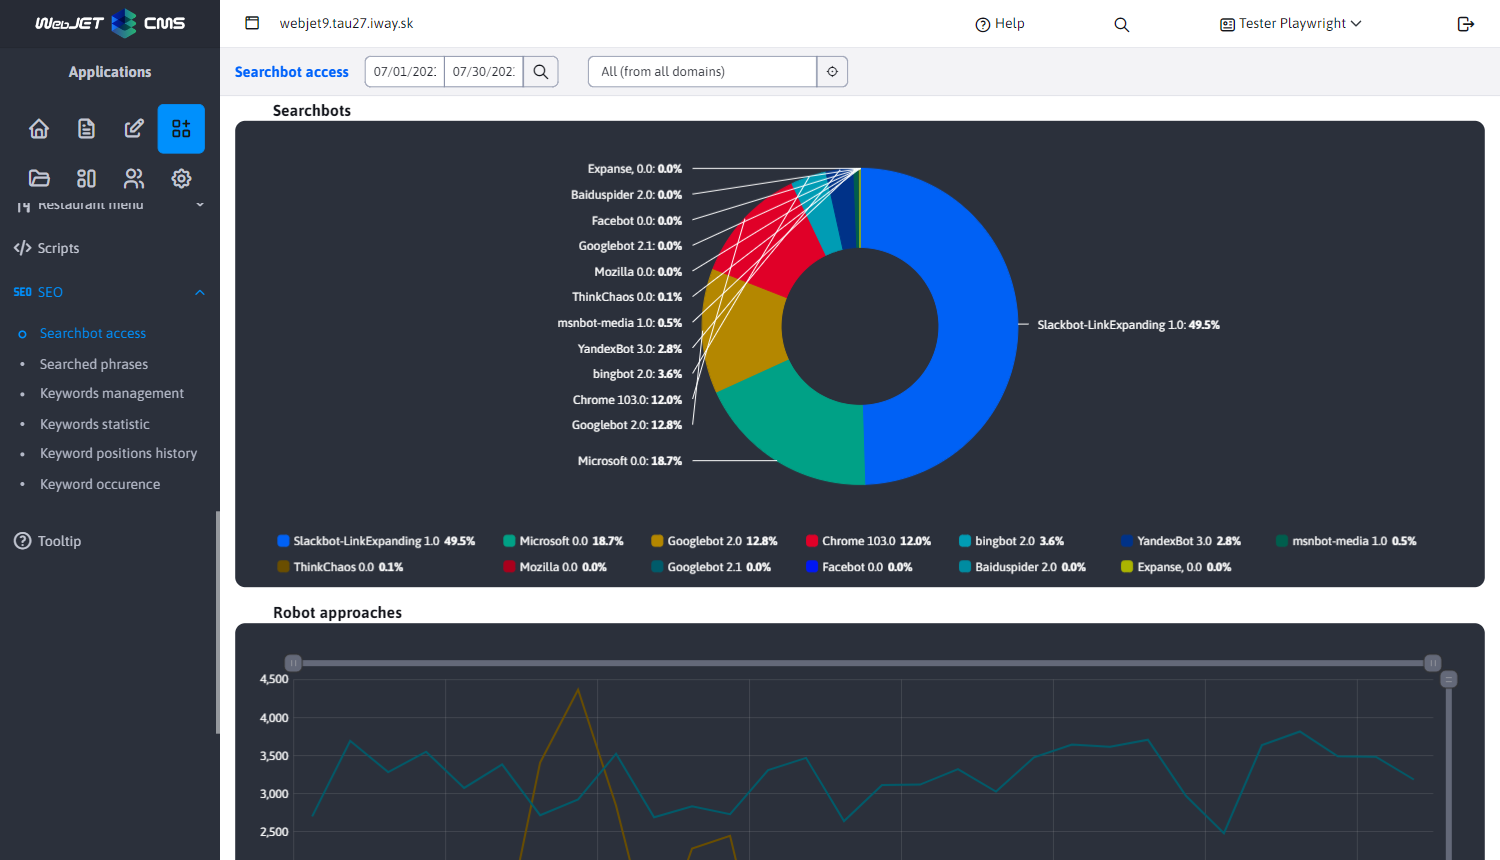 WebJET CMS
webjet9.tau27.iway.sk
Help
Tester Playwright
Applications
Searchbot access
07/01/202
07/30/202
All (from all domains)
Restaurant menu
Scripts
SEO SEO
Searchbot access
Searched phrases
Keywords management
Keywords statistic
Keyword positions history
Keyword occurence
Tooltip
Searchbots
Expanse, 0.0: 0.0%
Baiduspider 2.0: 0.0%
Facebot 0.0: 0.0%
Googlebot 2.1: 0.0%
Mozilla 0.0: 0.0%
ThinkChaos 0.0: 0.1%
msnbot-media 1.0: 0.5%
YandexBot 3.0: 2.8%
bingbot 2.0: 3.6%
Chrome 103.0: 12.0%
Googlebot 2.0: 12.8%
Microsoft 0.0: 18.7%
Slackbot-LinkExpanding 1.0: 49.5%
Slackbot-LinkExpanding 1.0 49.5% Microsoft 0.0 18.7% Googlebot 2.0 12.8% Chrome 103.0 12.0% bingbot 2.0 3.6% YandexBot 3.0 2.8% msnbot-media 1.0 0.5%
ThinkChaos 0.0 0.1% Mozilla 0.0 0.0% Googlebot 2.1 0.0% Facebot 0.0 0.0% Baiduspider 2.0 0.0% Expanse, 0.0 0.0%
Robot approaches
4,500
4,000
3,500
3,000
2,500